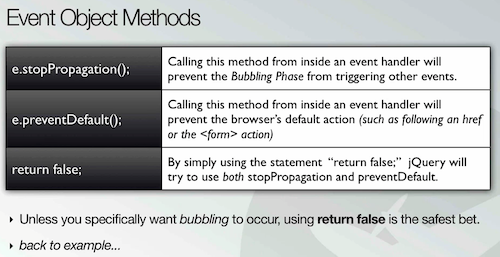 Event Object Methods
e.stopPropagation();
Calling this method from inside an event handler will
prevent the Bubbling Phase from triggering other events.
e.preventDefault();
Calling this method from inside an event handler will
prevent the browser's default action (such as following an href
or the <form> action)
return false;
By simply using the statement "return false;" jQuery will
try to use both stopPropagation and preventDefault.
‣ Unless you specifically want bubbling to occur, using return false is the safest bet.
‣ back to example...